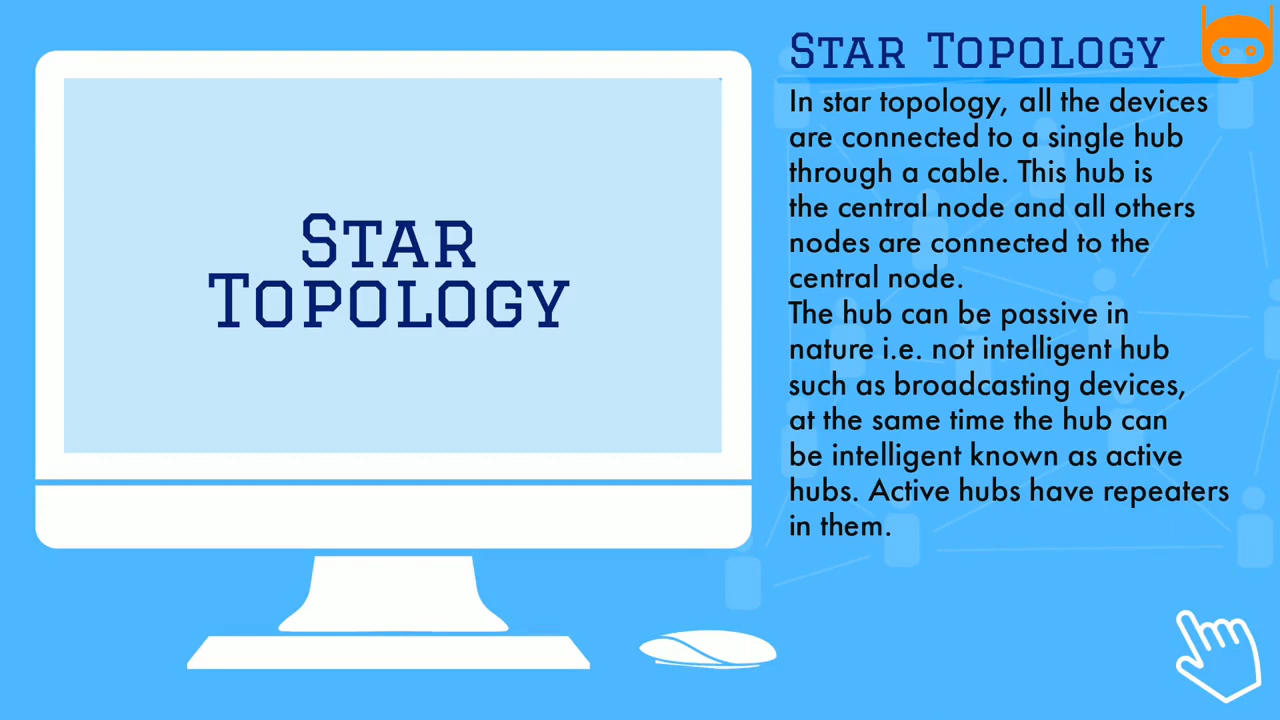 Star
Topology
Star Topology
In star topology, all the devices
are connected to a single hub
through a cable. This hub is
the central node and all others
nodes are connected to the
central node.
The hub can be passive in
nature i.e. not intelligent hub
such as broadcasting devices,
at the same time the hub can
be intelligent known as active
hubs. Active hubs have repeaters
in them.